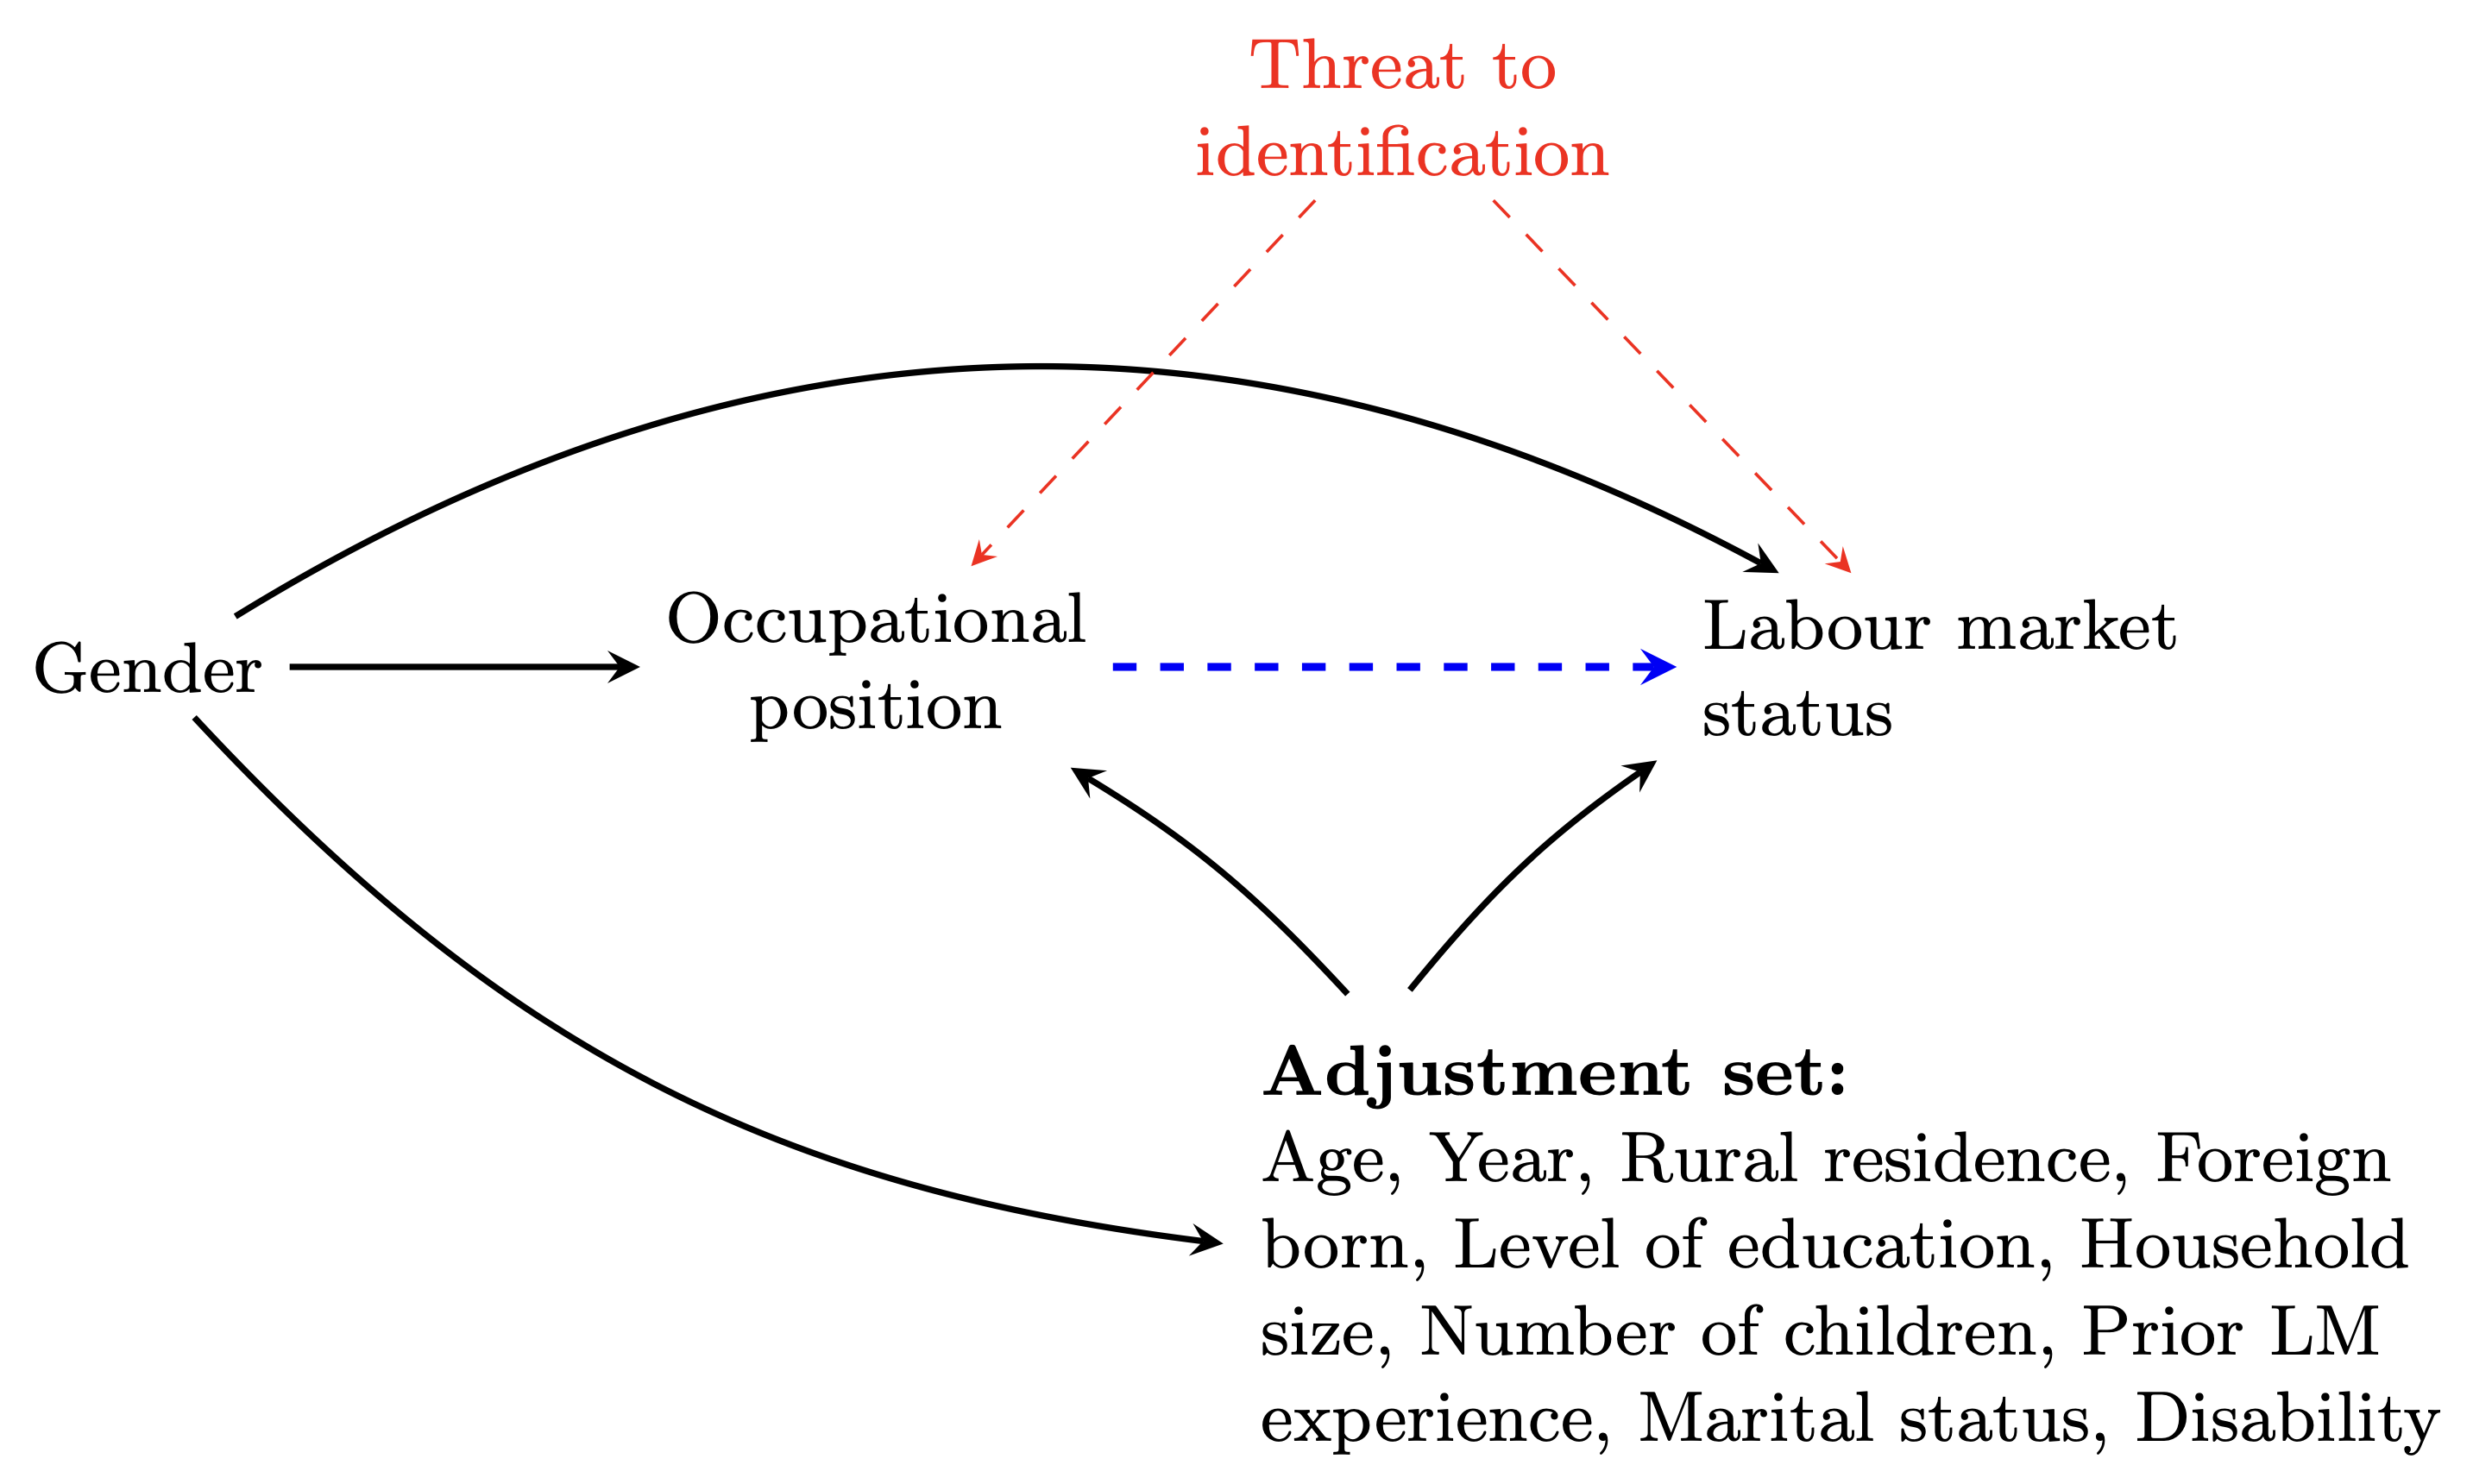 Threat to
identification
Gender
Occupational
position
Labour market
status
Adjustment set:
Age, Year, Rural residence, Foreign
born, Level of education, Household
size, Number of children, Prior LM
experience, Marital status, Disability